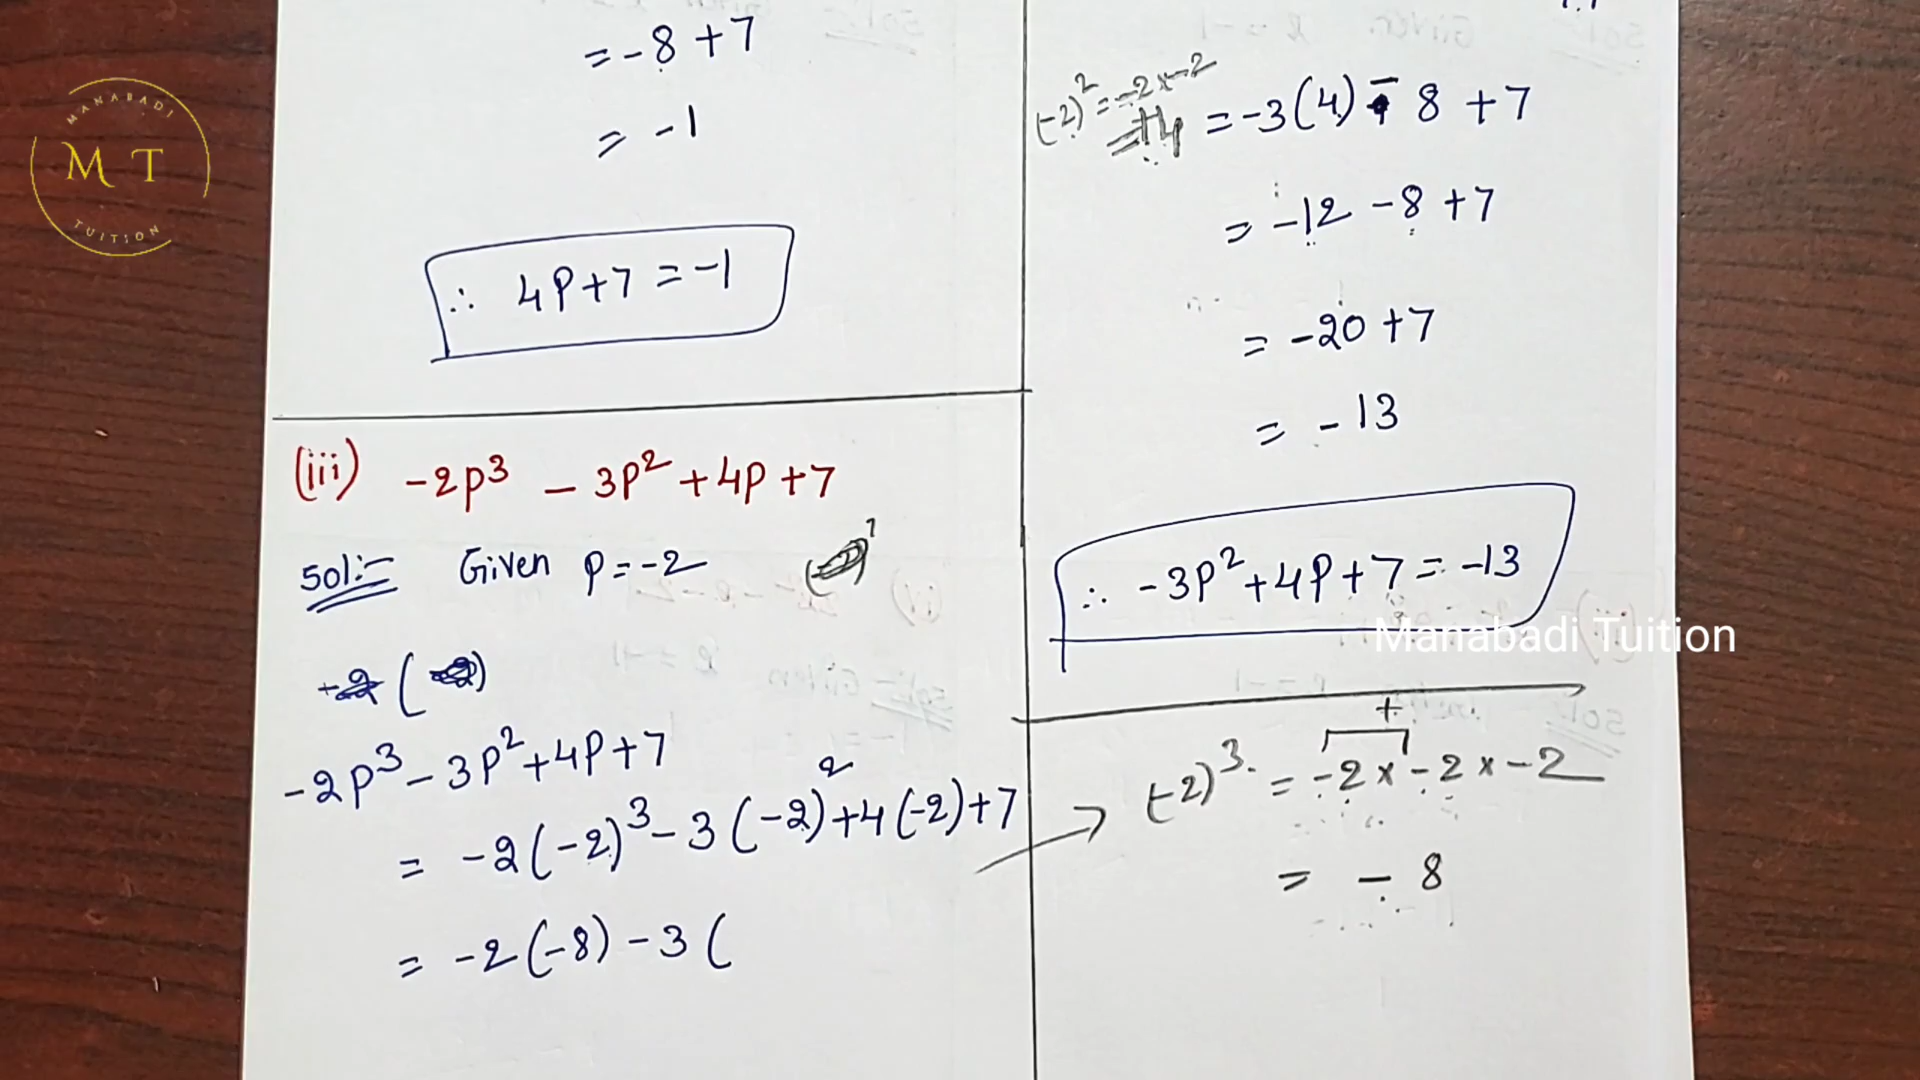 MANABADI
M T
TUITION
= -8 + 7
= -1
∴ 4P+7 = -1
(iii) -2p³ - 3p² + 4p + 7
Sol:- Given p = -2
-2p³ - 3p² + 4p + 7
= -2(-2)³ - 3(-2)² + 4(-2) + 7
= -2(-8) - 3(
(-2)² = -2x-2
= +4
= -3(4) - 8 + 7
= -12 - 8 + 7
= -20 + 7
= -13
∴ -3p² + 4p + 7 = -13
Manabadi Tuition
+
(-2)³ = -2 x -2 x -2
= - 8